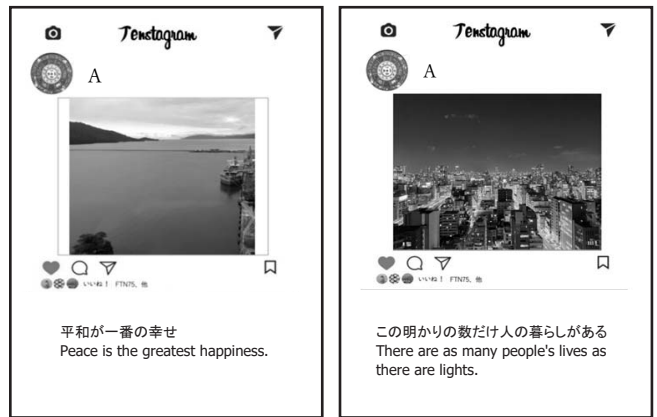 Tenstagram
A
いいね! FTN75、他
平和が一番の幸せ
Peace is the greatest happiness.
Tenstagram
A
いいね! FTN75、他
この明かりの数だけ人の暮らしがある
There are as many people's lives as
there are lights.